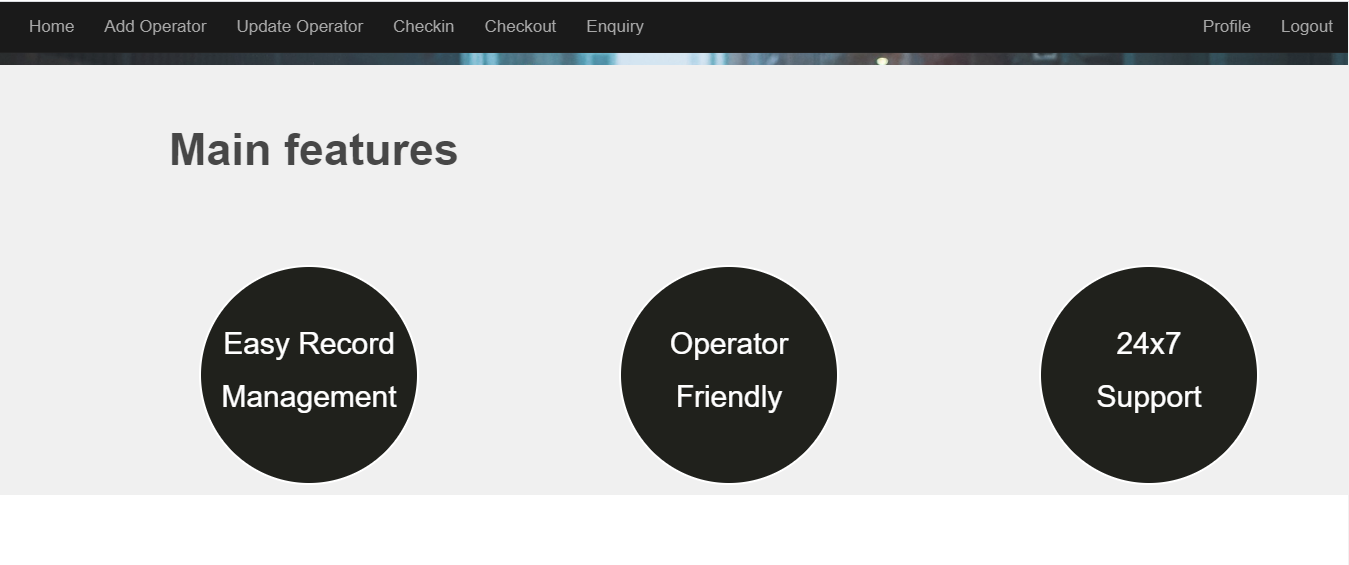 Home Add Operator Update Operator Checkin Checkout Enquiry Profile Logout
Main features
Easy Record
Management
Operator
Friendly
24x7
Support